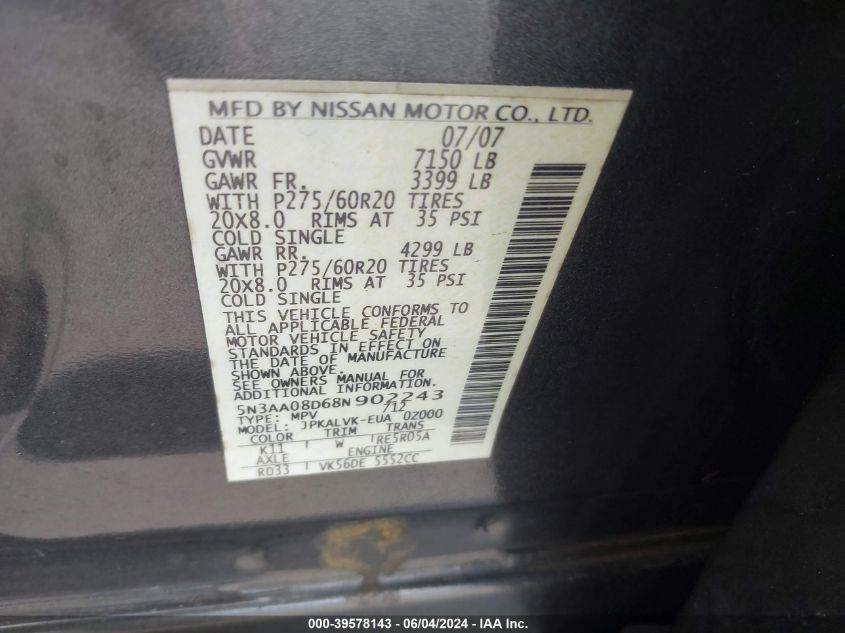 MFD BY NISSAN MOTOR CO., LTD.
DATE 07/07
GVWR 7150 LB
GAWR FR. 3399 LB
WITH P275/60R20 TIRES
20X8.0 RIMS AT 35 PSI
COLD SINGLE
GAWR RR. 4299 LB
WITH P275/60R20 TIRES
20X8.0 RIMS AT 35 PSI
COLD SINGLE
THIS VEHICLE CONFORMS TO
ALL APPLICABLE FEDERAL
MOTOR VEHICLE SAFETY
STANDARDS IN EFFECT ON
THE DATE OF MANUFACTURE
SHOWN ABOVE.
SEE OWNERS MANUAL FOR
ADDITIONAL INFORMATION.
5N3AA08D68N902243
TYPE: MPV /12
MODEL: JPKALVK-EUA 0Z000
COLOR TRIM TRANS
K11 W RE5R05A
AXLE ENGINE
RD33 VK56DE 5552CC
000-39578143 - 06/04/2024 - IAA Inc.